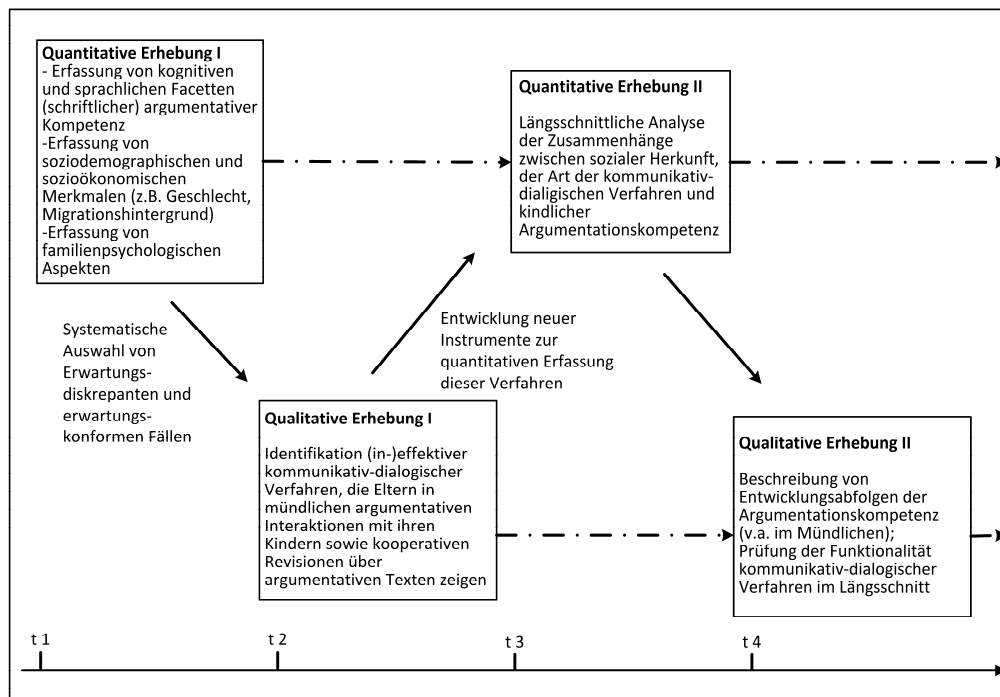 Quantitative Erhebung I
- Erfassung von kognitiven
und sprachlichen Facetten
(schriftlicher) argumentativer
Kompetenz
-Erfassung von
soziodemographischen und
sozioökonomischen
Merkmalen (z.B. Geschlecht,
Migrationshintergrund)
-Erfassung von
familienpsychologischen
Aspekten
Quantitative Erhebung II
Längsschnittliche Analyse
der Zusammenhänge
zwischen sozialer Herkunft,
der Art der kommunikativ-
dialigischen Verfahren und
kindlicher
Argumentationskompetenz
Systematische
Auswahl von
Erwartungs-
diskrepanten und
erwartungs-
konformen Fällen
Entwicklung neuer
Instrumente zur
quantitativen Erfassung
dieser Verfahren
Qualitative Erhebung I
Identifikation (in-)effektiver
kommunikativ-dialogischer
Verfahren, die Eltern in
mündlichen argumentativen
Interaktionen mit ihren
Kindern sowie kooperativen
Revisionen über
argumentativen Texten zeigen
Qualitative Erhebung II
Beschreibung von
Entwicklungsabfolgen der
Argumentationskompetenz
(v.a. im Mündlichen);
Prüfung der Funktionalität
kommunikativ-dialogischer
Verfahren im Längsschnitt
t 1
t 2
t 3
t 4